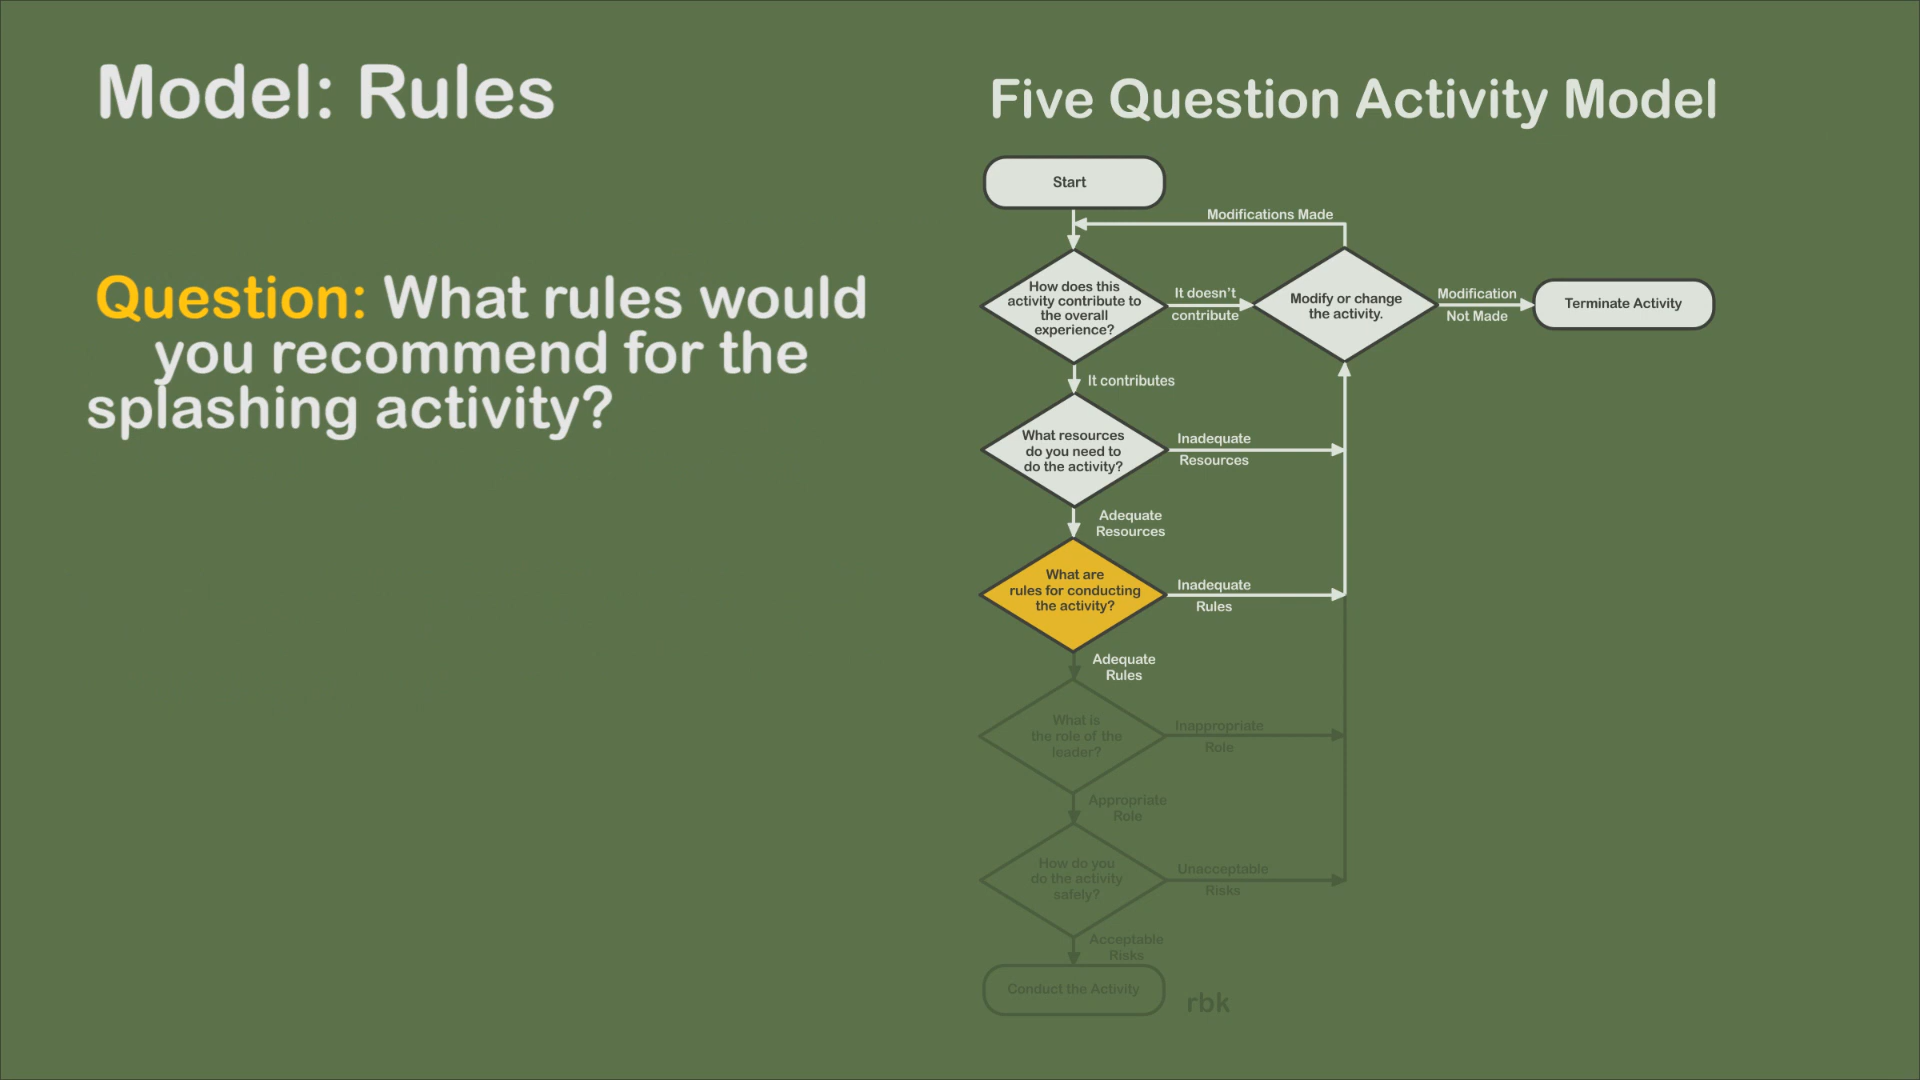 Model: Rules
Question: What rules would
you recommend for the
splashing activity?
Five Question Activity Model
Start
Modifications Made
How does this
activity contribute to
the overall
experience?
It doesn't
contribute
Modify or change
the activity.
Modification
Not Made
Terminate Activity
It contributes
What resources
do you need to
do the activity?
Inadequate
Resources
Adequate
Resources
What are
rules for conducting
the activity?
Inadequate
Rules
Adequate
Rules
What is
the role of the
leader?
Inappropriate
Role
Appropriate
Role
How do you
do the activity
safely?
Unacceptable
Risks
Acceptable
Risks
Conduct the Activity
rbk